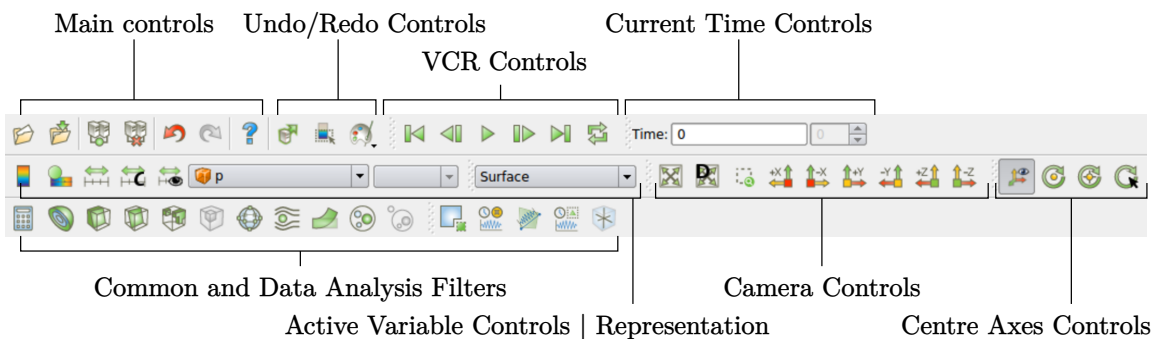 Main controls
Undo/Redo Controls
Current Time Controls
VCR Controls
Time: 0
0
p
Surface
+X
-X
+Y
-Y
+Z
-Z
Common and Data Analysis Filters
Camera Controls
Active Variable Controls | Representation
Centre Axes Controls